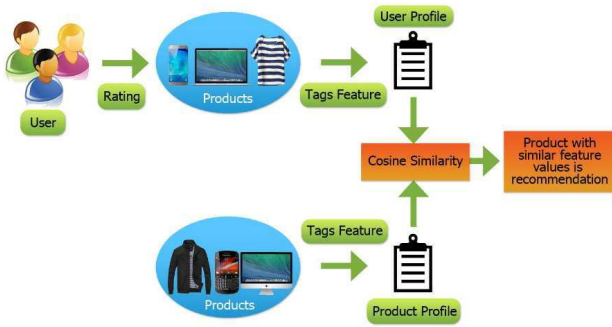 User Profile
Rating
Products
Tags Feature
User
Cosine Similarity
Product with
similar feature
values is
recommendation
Tags Feature
Products
Product Profile